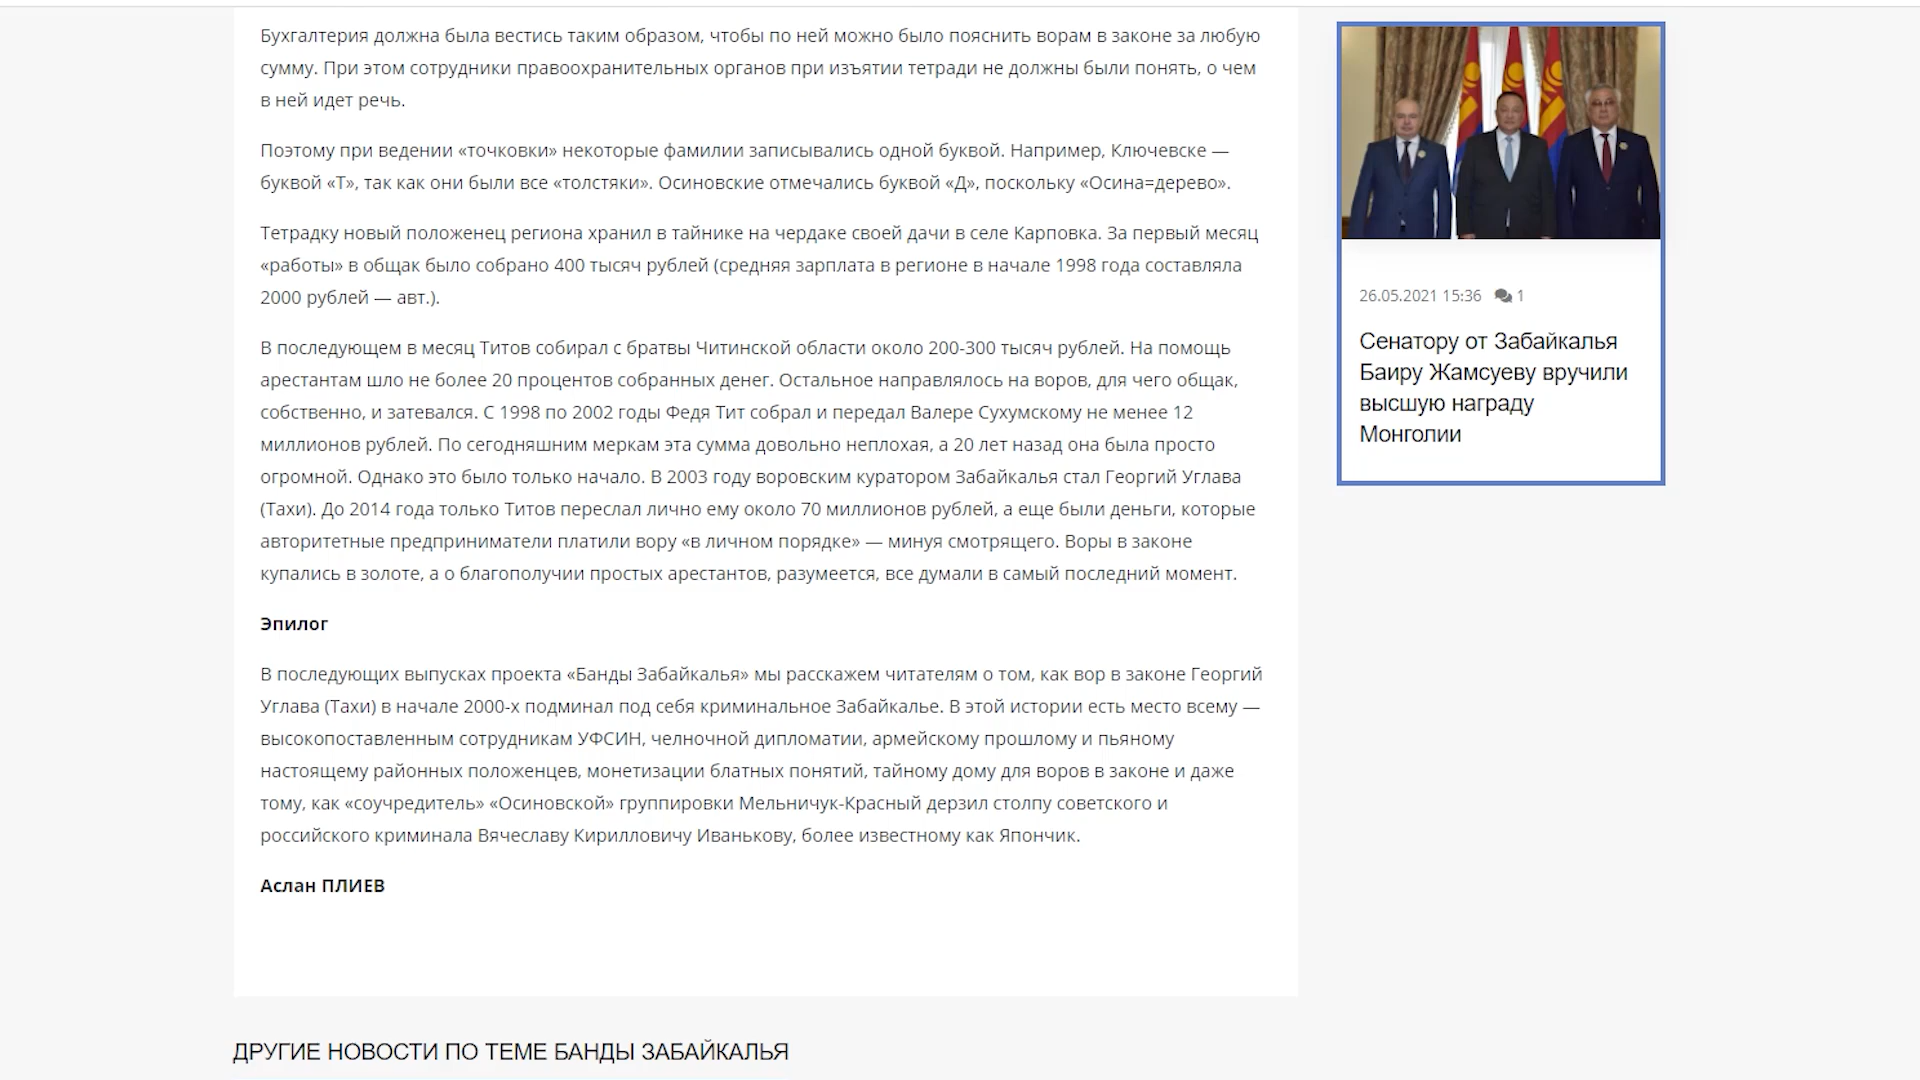 Бухгалтерия должна была вестись таким образом, чтобы по ней можно было пояснить ворам в законе за любую
сумму. При этом сотрудники правоохранительных органов при изъятии тетради не должны были понять, о чем
в ней идет речь.
Поэтому при ведении «точковки» некоторые фамилии записывались одной буквой. Например, Ключевске —
буквой «Т», так как они были все «толстяки». Осиновские отмечались буквой «Д», поскольку «Осина=дерево».
Тетрадку новый положенец региона хранил в тайнике на чердаке своей дачи в селе Карповка. За первый месяц
«работы» в общак было собрано 400 тысяч рублей (средняя зарплата в регионе в начале 1998 года составляла
2000 рублей — авт.).
В последующем в месяц Титов собирал с братвы Читинской области около 200-300 тысяч рублей. На помощь
арестантам шло не более 20 процентов собранных денег. Остальное направлялось на воров, для чего общак,
собственно, и затевался. С 1998 по 2002 годы Федя Тит собрал и передал Валере Сухумскому не менее 12
миллионов рублей. По сегодняшним меркам эта сумма довольно неплохая, а 20 лет назад она была просто
огромной. Однако это было только начало. В 2003 году воровским куратором Забайкалья стал Георгий Углава
(Тахи). До 2014 года только Титов переслал лично ему около 70 миллионов рублей, а еще были деньги, которые
авторитетные предприниматели платили вору «в личном порядке» — минуя смотрящего. Воры в законе
купались в золоте, а о благополучии простых арестантов, разумеется, все думали в самый последний момент.
Эпилог
В последующих выпусках проекта «Банды Забайкалья» мы расскажем читателям о том, как вор в законе Георгий
Углава (Тахи) в начале 2000-х подминал под себя криминальное Забайкалье. В этой истории есть место всему —
высокопоставленным сотрудникам УФСИН, челночной дипломатии, армейскому прошлому и пьяному
настоящему районных положенцев, монетизации блатных понятий, тайному дому для воров в законе и даже
тому, как «соучредитель» «Осиновской» группировки Мельничук-Красный дерзил столпу советского и
российского криминала Вячеславу Кирилловичу Иванькову, более известному как Япончик.
Аслан ПЛИЕВ
ДРУГИЕ НОВОСТИ ПО ТЕМЕ БАНДЫ ЗАБАЙКАЛЬЯ
26.05.2021 15:36 1
Сенатору от Забайкалья
Баиру Жамсуеву вручили
высшую награду
Монголии